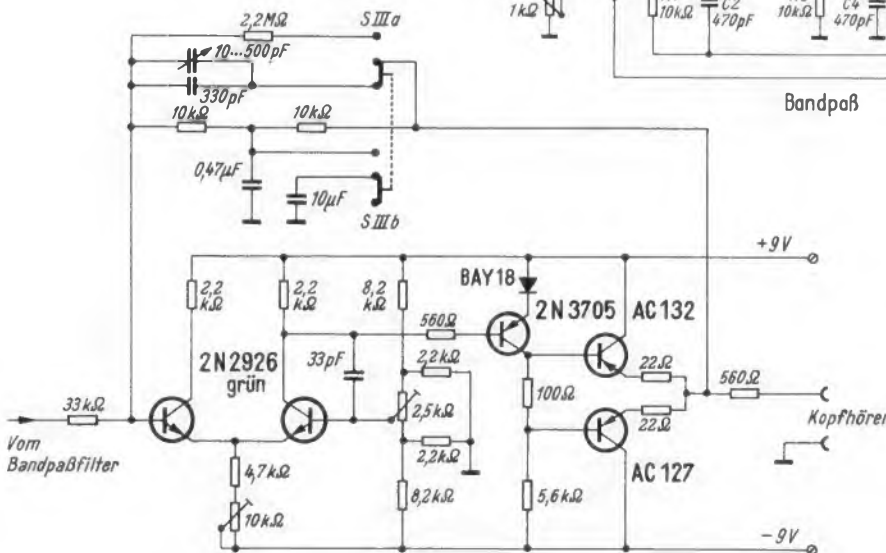 2,2MΩ
S III a
1kΩ
10kΩ
C2
470pF
10kΩ
C4
470pF
10...500pF
330pF
Bandpaß
10kΩ
10kΩ
0,47µF
10µF
S III b
+9V
2,2 kΩ
2,2 kΩ
8,2 kΩ
BAY18
2N3705
AC132
560Ω
2N2926
grün
33pF
2,2kΩ
22Ω
560Ω
33kΩ
2,5kΩ
100Ω
22Ω
Kopfhörer
Vom
Bandpaßfilter
2,2kΩ
4,7kΩ
AC127
8,2kΩ
5,6kΩ
10kΩ
−9V